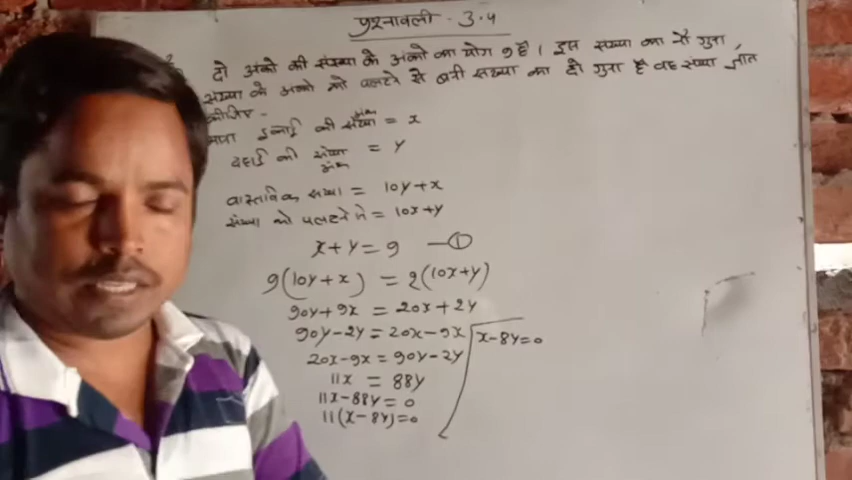 प्रश्नावली - 3.4
दो अंको की संख्या के अंको का योग 9 है। इस संख्या का नौ गुना,
संख्या के अंको को पलटने से बनी संख्या का दो गुना है वह संख्या ज्ञात
कीजिए -
माना इकाई की संख्या अंक = x
दहाई की संख्या अंक = y
वास्तविक संख्या = 10y+x
संख्या को पलटने में = 10x+y
x+y=9 —①
9(10y+x) = 2(10x+y)
90y+9x = 20x+2y
90y-2y = 20x-9x
20x-9x = 90y-2y
11x = 88y
11x-88y = 0
11(x-8y)=0
x-8y=0